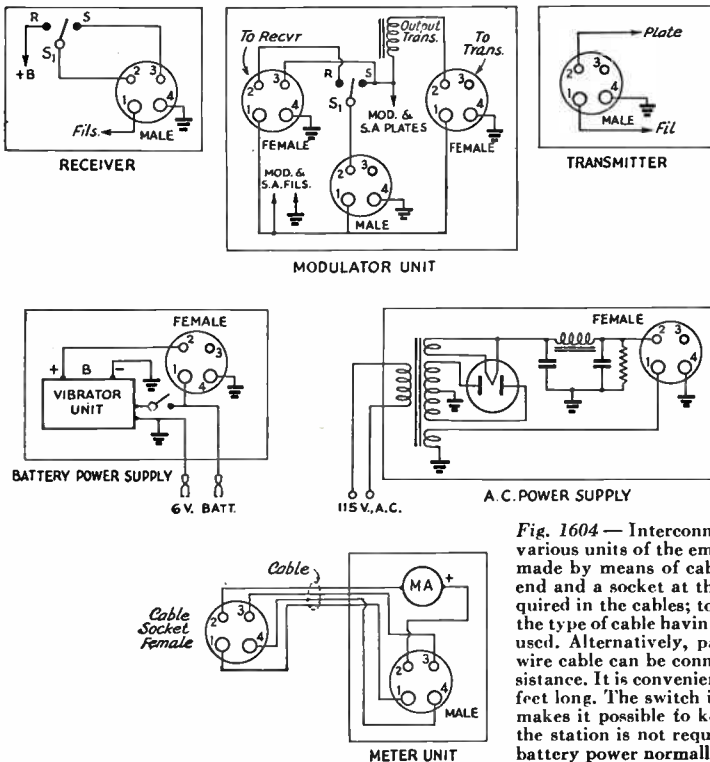 R S
S1
+B
2 3
1 4
Fils. MALE
RECEIVER
To Recvr
Output
Trans.
To
Trans.
R S
S1
2 3
1 4
FEMALE
MOD. &
S.A. PLATES
2 3
1 4
FEMALE
MOD. &
S.A. FILS.
2 3
1 4
MALE
MODULATOR UNIT
Plate
2 3
1 4
MALE
Fil
TRANSMITTER
FEMALE
2 3
1 4
+ B -
VIBRATOR
UNIT
BATTERY POWER SUPPLY
6 V. BATT.
FEMALE
2 3
1 4
115 V., A.C.
A.C. POWER SUPPLY
Cable
Cable
Socket
Female
2 3
1 4
MA +
2 3
1 4
MALE
METER UNIT
Fig. 1604 — Interconn
various units of the em
made by means of cab
end and a socket at th
quired in the cables; to
the type of cable havin
used. Alternatively, pa
wire cable can be conn
sistance. It is convenien
feet long. The switch i
makes it possible to k
the station is not requ
battery power normall